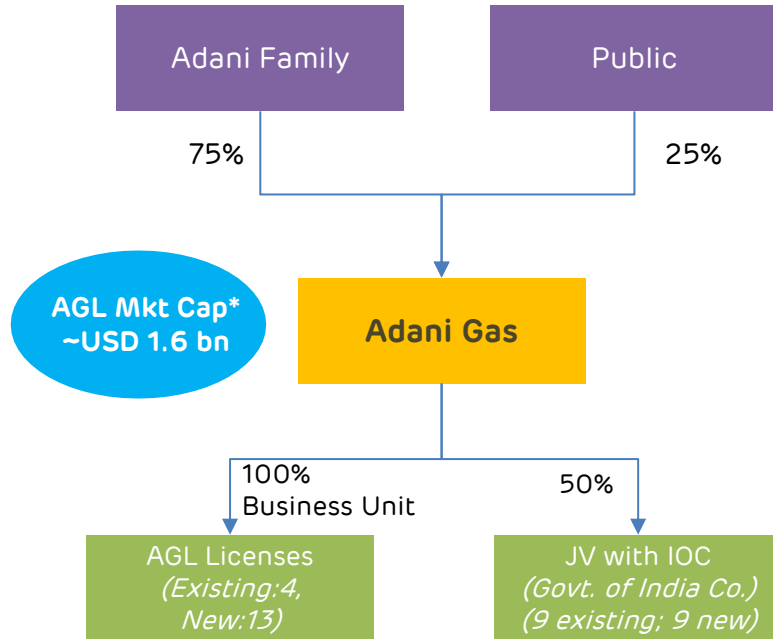 Adani Family
Public
75%
25%
AGL Mkt Cap*
~USD 1.6 bn
Adani Gas
100%
Business Unit
50%
AGL Licenses
(Existing:4,
New:13)
JV with IOC
(Govt. of India Co.)
(9 existing; 9 new)